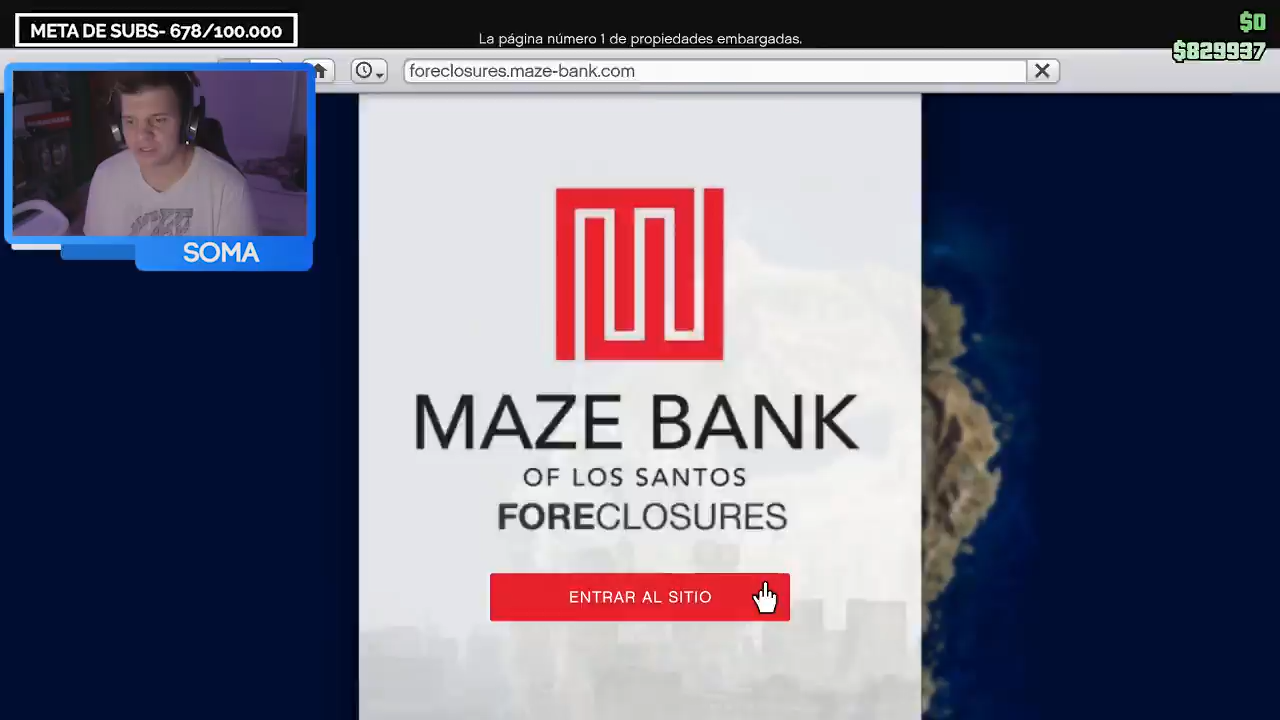 META DE SUBS- 678/100.000
La página número 1 de propiedades embargadas.
$0
$829937
foreclosures.maze-bank.com
SOMA
MAZE BANK
OF LOS SANTOS
FORECLOSURES
ENTRAR AL SITIO